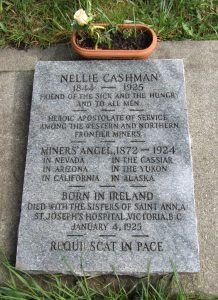 "NELLIE CASHMAN"
1844 — 1925
FRIEND OF THE SICK AND THE HUNGRY
AND TO ALL MEN
HEROIC APOSTOLATE OF SERVICE
AMONG THE WESTERN AND NORTHERN
FRONTIER MINERS
MINERS' ANGEL, 1872 – 1924
IN NEVADA IN THE CASSIAR
IN ARIZONA IN THE YUKON
IN CALIFORNIA IN ALASKA
BORN IN IRELAND
DIED WITH THE SISTERS OF SAINT ANN, A
ST. JOSEPH'S HOSPITAL, VICTORIA, B.C
JANUARY 4, 1925
REQUI SCAT IN PACE